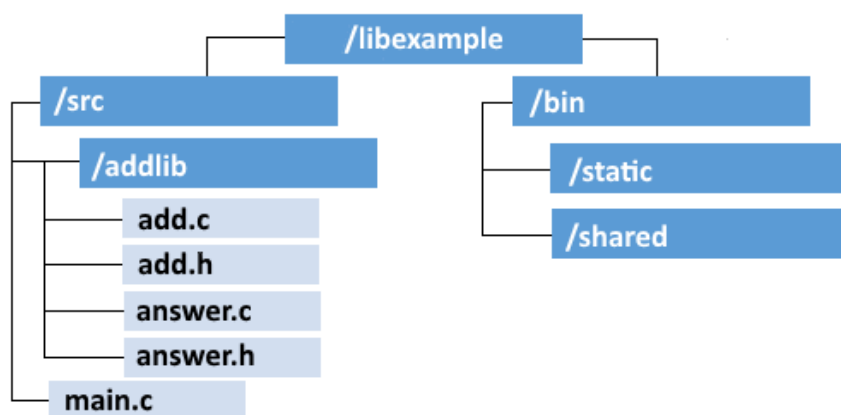 /libexample
/src
/addlib
add.c
add.h
answer.c
answer.h
main.c
/bin
/static
/shared